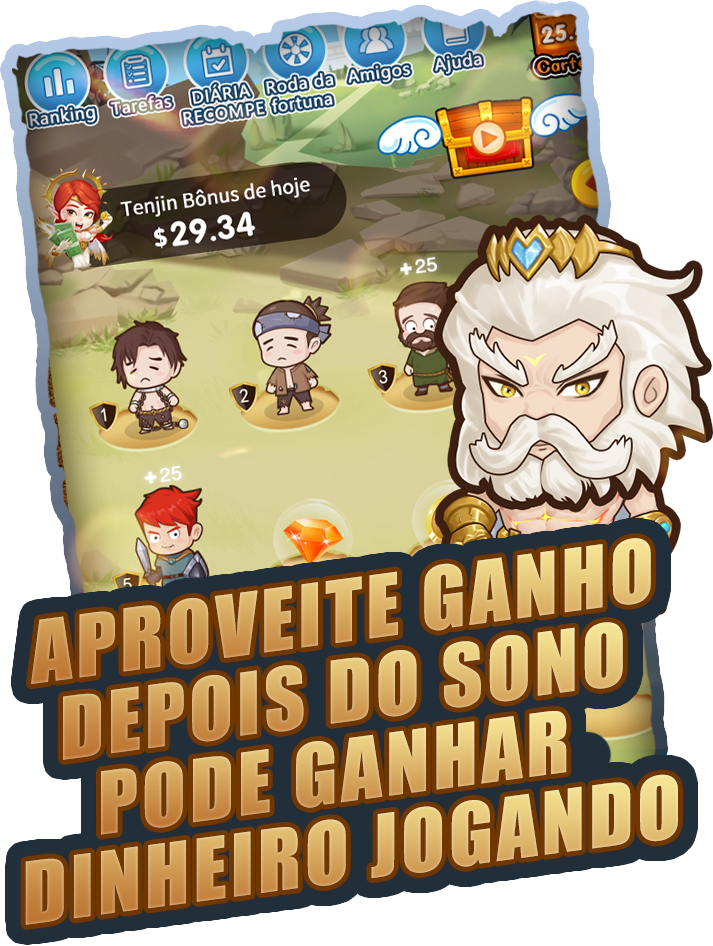 Ranking
Tarefas
DIÁRIA
RECOMPE
Roda da
fortuna
Amigos
Ajuda
25.
Tenjin Bônus de hoje
$29.34
+25
1
2
3
+25
5
APROVEITE GANHO
DEPOIS DO SONO
PODE GANHAR
DINHEIRO JOGANDO